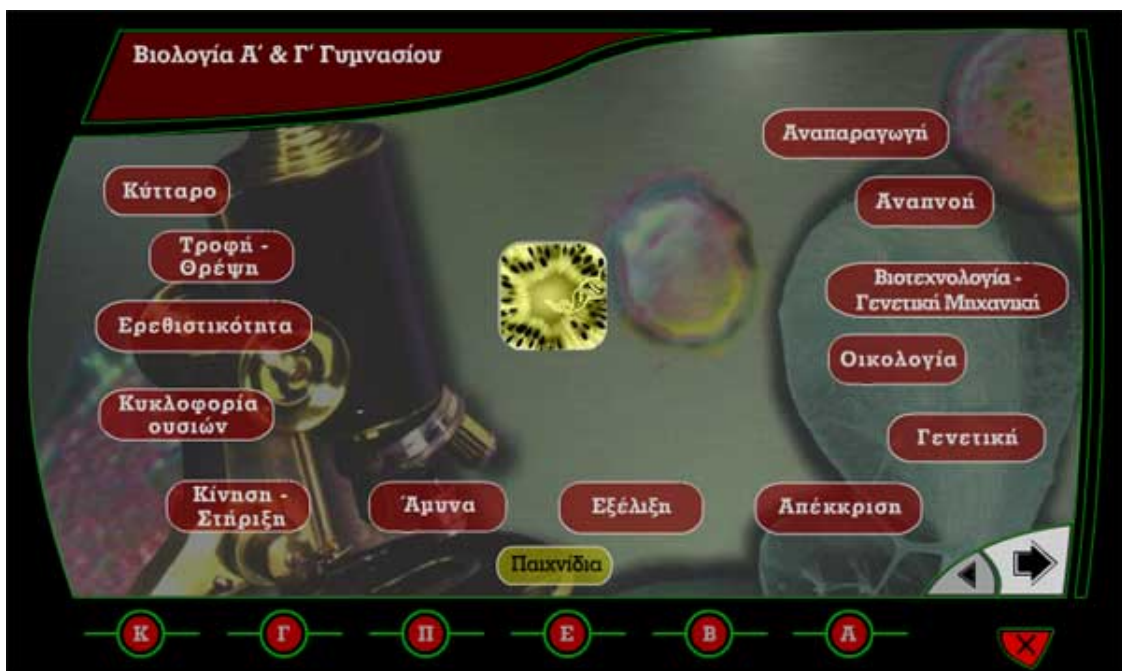 Βιολογία Α' & Γ' Γυμνασίου
Αναπαραγωγή
Κύτταρο
Αναπνοή
Τροφή -
Θρέψη
Βιοτεχνολογία -
Γενετική Μηχανική
Ερεθιστικότητα
Οικολογία
Κυκλοφορία
ουσιών
Γενετική
Κίνηση -
Στήριξη
Άμυνα
Εξέλιξη
Απέκκριση
Παιχνίδια
Κ Γ Π Ε Β Α